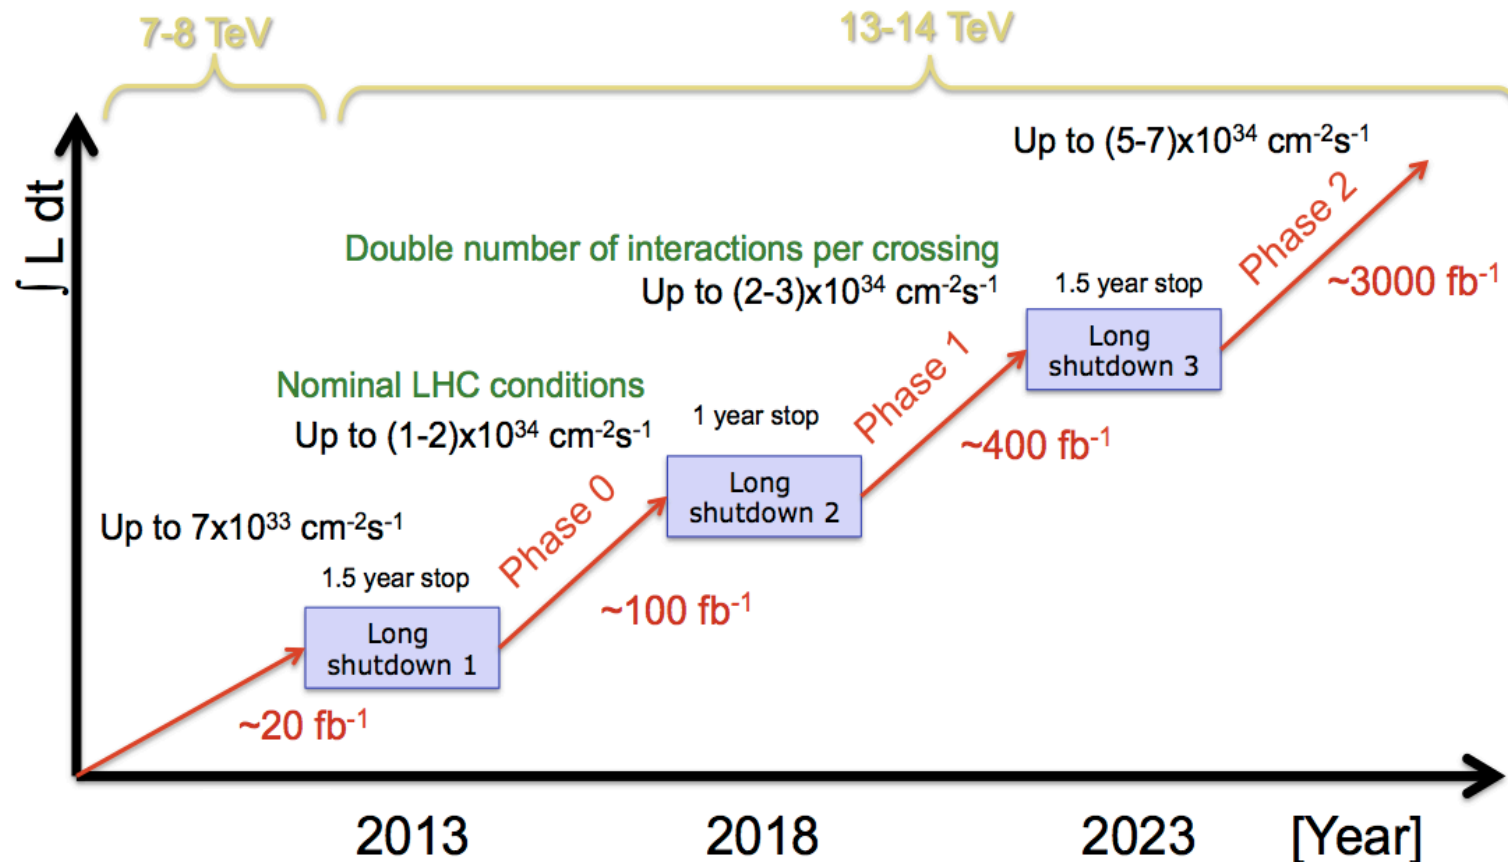 7-8 TeV
13-14 TeV
∫ L dt
Up to (5-7)x10³⁴ cm⁻²s⁻¹
Phase 2
~3000 fb⁻¹
Double number of interactions per crossing
Up to (2-3)x10³⁴ cm⁻²s⁻¹
1.5 year stop
Long
shutdown 3
Phase 1
~400 fb⁻¹
Nominal LHC conditions
Up to (1-2)x10³⁴ cm⁻²s⁻¹
1 year stop
Long
shutdown 2
Phase 0
~100 fb⁻¹
Up to 7x10³³ cm⁻²s⁻¹
1.5 year stop
Long
shutdown 1
~20 fb⁻¹
2013
2018
2023
[Year]